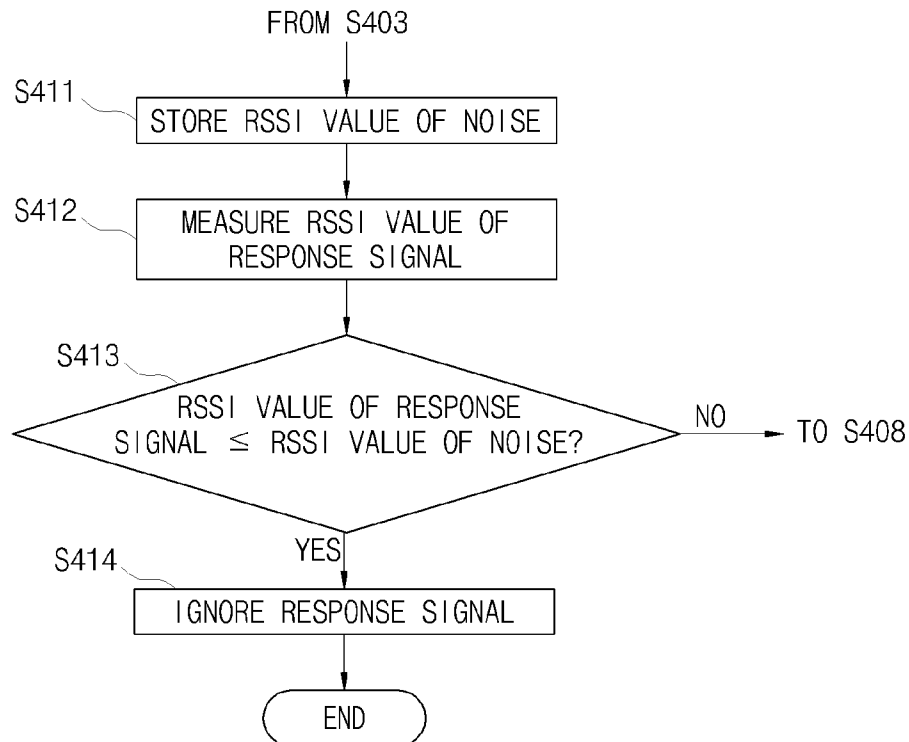 FROM S403
S411
STORE RSSI VALUE OF NOISE
S412
MEASURE RSSI VALUE OF
RESPONSE SIGNAL
S413
RSSI VALUE OF RESPONSE
SIGNAL ≦ RSSI VALUE OF NOISE?
NO
TO S408
YES
S414
IGNORE RESPONSE SIGNAL
END